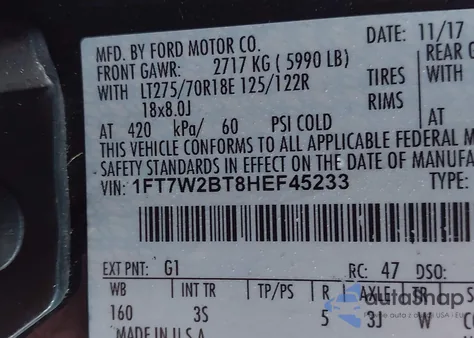 MFD. BY FORD MOTOR CO.
DATE: 11/17
FRONT GAWR: 2717 KG ( 5990 LB)
REAR G
WITH LT275/70R18E 125/122R TIRES
WITH
18x8.0J RIMS
AT 420 kPa/ 60 PSI COLD
AT
THIS VEHICLE CONFORMS TO ALL APPLICABLE FEDERAL M
SAFETY STANDARDS IN EFFECT ON THE DATE OF MANUFA
VIN: 1FT7W2BT8HEF45233
TYPE:
EXT PNT: G1 RC: 47 DSO:
WB INT TR TP/PS R AXLE TR S
160 3S 5 3J W
MADE IN U.S.A.
autoSnap